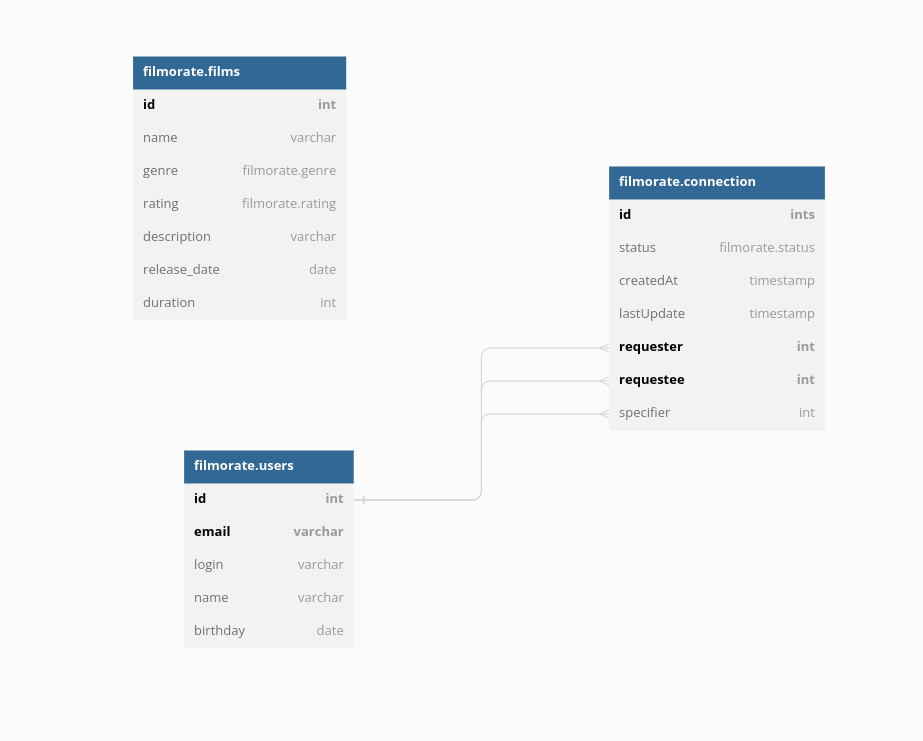 filmorate.films
id int
name varchar
genre filmorate.genre
rating filmorate.rating
description varchar
release_date date
duration int
filmorate.connection
id ints
status filmorate.status
createdAt timestamp
lastUpdate timestamp
requester int
requestee int
specifier int
filmorate.users
id int
email varchar
login varchar
name varchar
birthday date